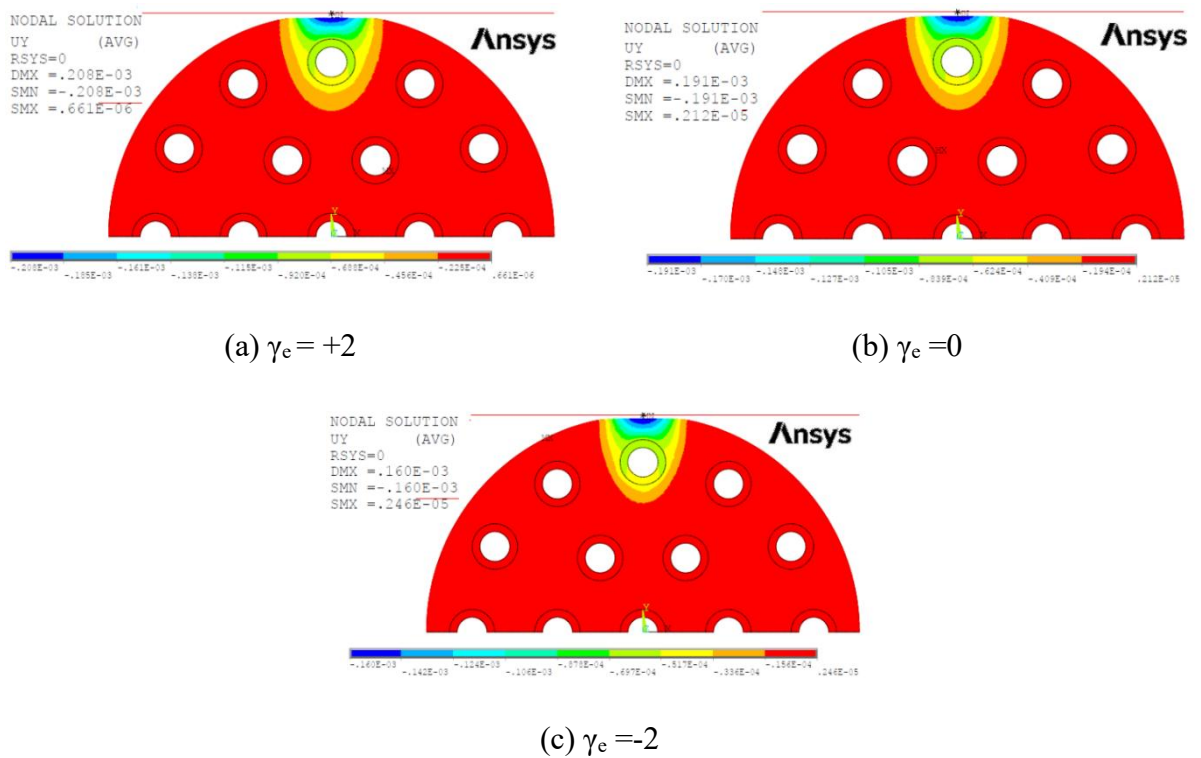 NODAL SOLUTION
UY (AVG)
RSYS=0
DMX =.208E-03
SMN =-.208E-03
SMX =.661E-06
Ansys
Y
-.208E-03 -.185E-03 -.161E-03 -.138E-03 -.115E-03 -.920E-04 -.688E-04 -.456E-04 -.225E-04 .661E-06
(a) γe = +2
NODAL SOLUTION
UY (AVG)
RSYS=0
DMX =.191E-03
SMN =-.191E-03
SMX =.212E-05
Ansys
Y
-.191E-03 -.170E-03 -.148E-03 -.127E-03 -.105E-03 -.839E-04 -.624E-04 -.409E-04 -.194E-04 .212E-05
(b) γe =0
NODAL SOLUTION
UY (AVG)
RSYS=0
DMX =.160E-03
SMN =-.160E-03
SMX =.246E-05
Ansys
Y
-.160E-03 -.142E-03 -.124E-03 -.106E-03 -.878E-04 -.697E-04 -.517E-04 -.336E-04 -.156E-04 .246E-05
(c) γe =-2